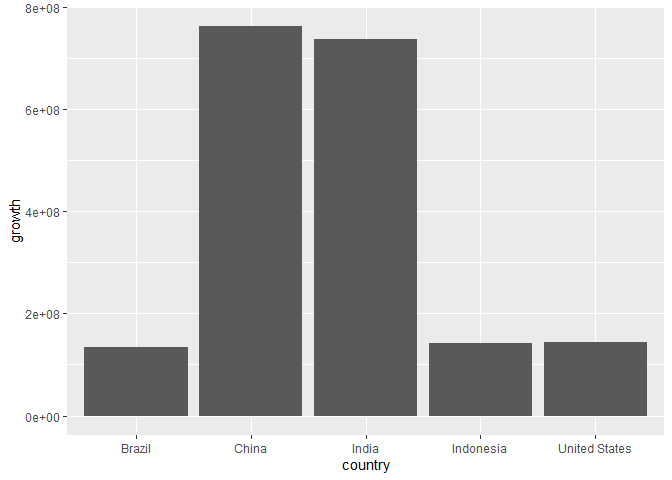 8e+08
6e+08
4e+08
2e+08
0e+00
growth
Brazil China India Indonesia United States
country